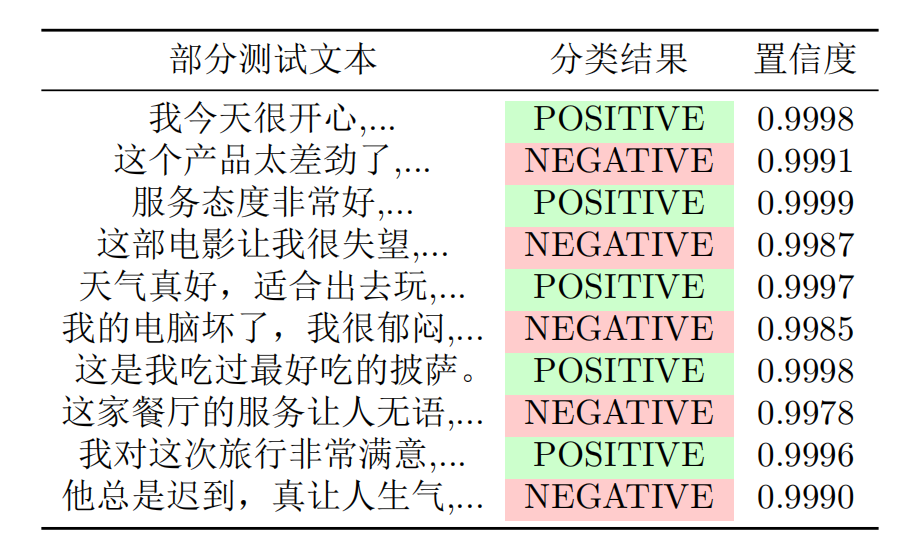 部分测试文本 分类结果 置信度
我今天很开心,... POSITIVE 0.9998
这个产品太差劲了,... NEGATIVE 0.9991
服务态度非常好,... POSITIVE 0.9999
这部电影让我很失望,... NEGATIVE 0.9987
天气真好，适合出去玩,... POSITIVE 0.9997
我的电脑坏了，我很郁闷,... NEGATIVE 0.9985
这是我吃过最好吃的披萨。 POSITIVE 0.9998
这家餐厅的服务让人无语,... NEGATIVE 0.9978
我对这次旅行非常满意,... POSITIVE 0.9996
他总是迟到，真让人生气,... NEGATIVE 0.9990